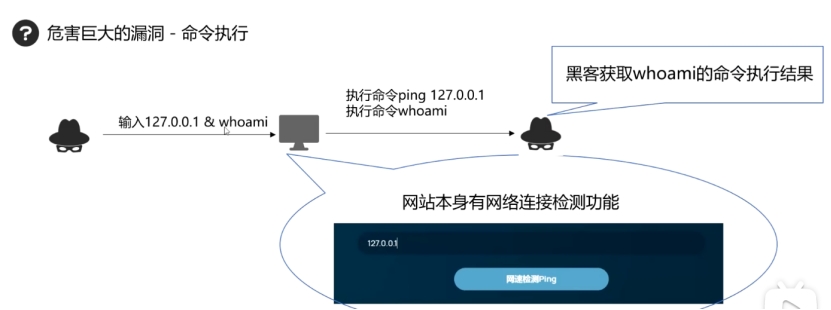 ?
危害巨大的漏洞 - 命令执行
黑客获取whoami的命令执行结果
输入127.0.0.1 & whoami
执行命令ping 127.0.0.1
执行命令whoami
网站本身有网络连接检测功能
127.0.0.1
网速检测Ping